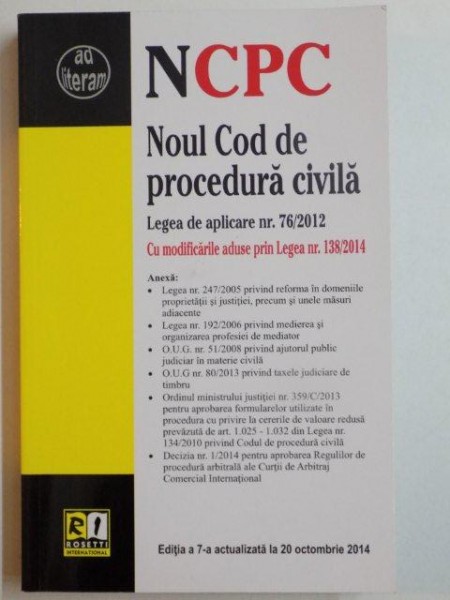 ad
literam
NCPC
Noul Cod de
procedură civilă
Legea de aplicare nr. 76/2012
Cu modificările aduse prin Legea nr. 138/2014
Anexă:
• Legea nr. 247/2005 privind reforma în domeniile
proprietății și justiției, precum și unele măsuri
adiacente
• Legea nr. 192/2006 privind medierea și
organizarea profesiei de mediator
• O.U.G. nr. 51/2008 privind ajutorul public
judiciar în materie civilă
• O.U.G nr. 80/2013 privind taxele judiciare de
timbru
• Ordinul ministrului justiției nr. 359/C/2013
pentru aprobarea formularelor utilizate în
procedura cu privire la cererile de valoare redusă
prevăzută de art. 1.025 - 1.032 din Legea nr.
134/2010 privind Codul de procedură civilă
• Decizia nr. 1/2014 pentru aprobarea Regulilor de
procedură arbitrală ale Curții de Arbitraj
Comercial Internațional
R I
ROSETTI
INTERNATIONAL
Ediția a 7-a actualizată la 20 octombrie 2014